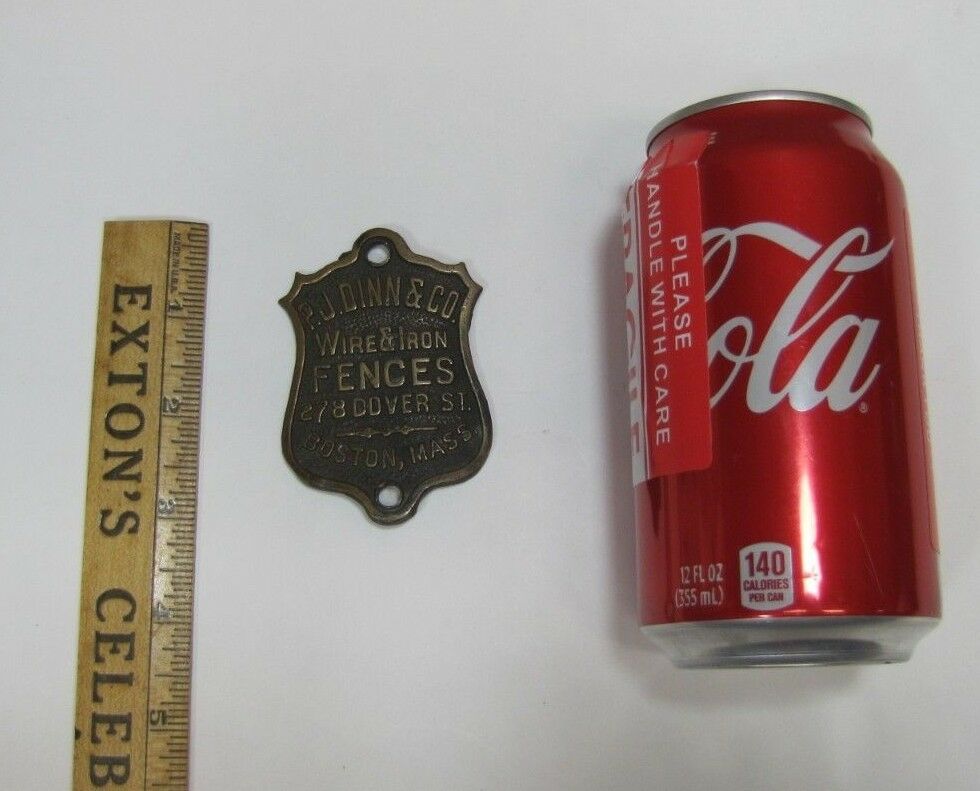 MADE IN U.S.A.
EXTON'S CELEB
1
2
3
4
5
P.J. DINN & CO.
WIRE & IRON
FENCES
278 DOVER ST.
BOSTON, MASS.
PLEASE
HANDLE WITH CARE
Cola
®
12 FL OZ
(355 mL)
140
CALORIES
PER CAN